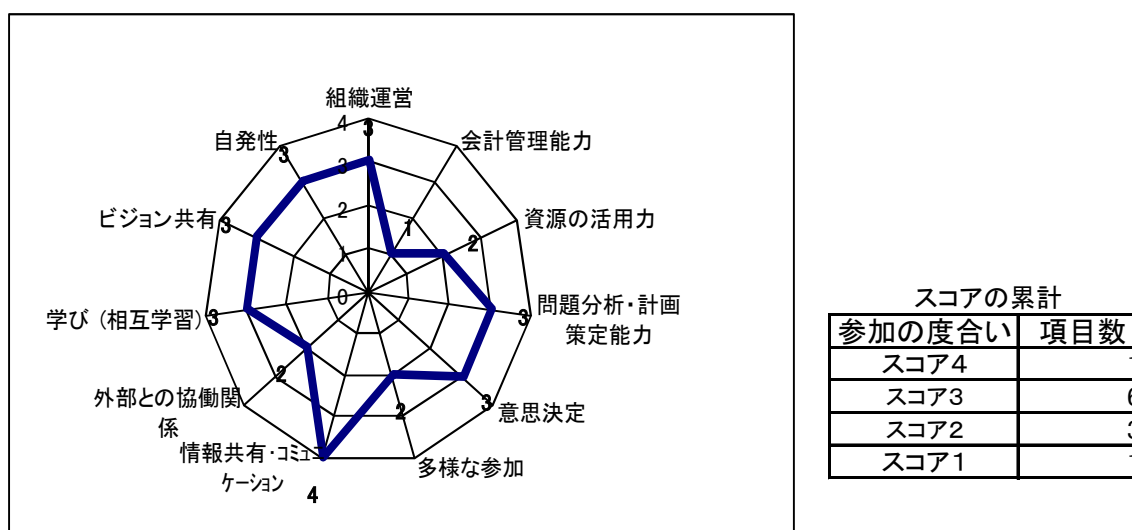 組織運営
4
3
自発性
3
会計管理能力
3
ビジョン共有
3
2
1
2
資源の活用力
1
0
学び（相互学習）
3
問題分析・計画
策定能力
3
外部との協働関
係
2
意思決定
3
2
多様な参加
情報共有・コミュニ
ケーション
4
スコアの累計
参加の度合い 項目数
スコア4
スコア3
スコア2
スコア1